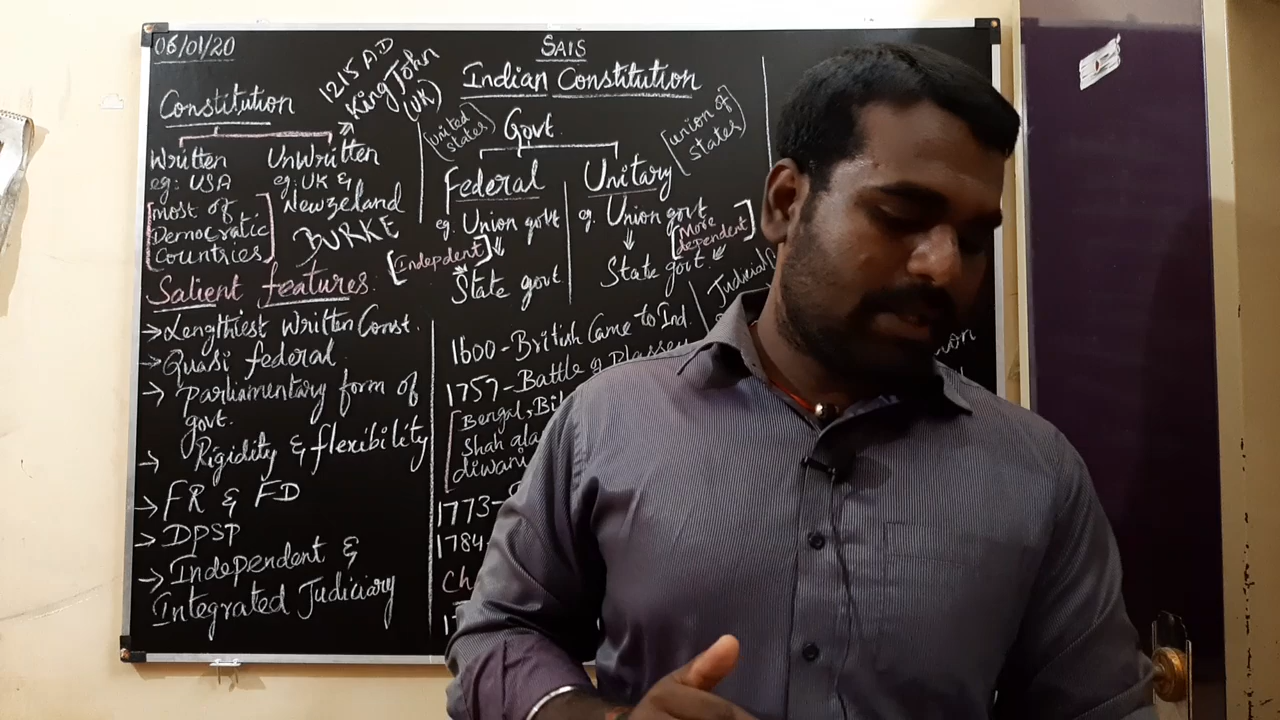 06/01/20
SAIS
Indian Constitution
Constitution
1215 A.D
King John
(UK)
Written
eg: USA
[most of
Democratic
Countries]
UnWritten
eg: UK &
Newzeland
BURKE
Govt.
[United
States]
[union of
states]
Federal
eg. Union govt
[Indepdent]
State govt
Unitary
eg. Union govt
[More
dependent]
State govt.
Salient features
→ Lengthiest Written Const.
→ Quasi federal
→ Parliamentary form of
govt.
→ Rigidity & flexibility
→ FR & FD
→ DPSP
→ Independent &
Integrated Judiciary
1600 - British Came to Ind.
1757 - Battle of Plassey
[Bengal,
Shah
diwani
1773 -
1784